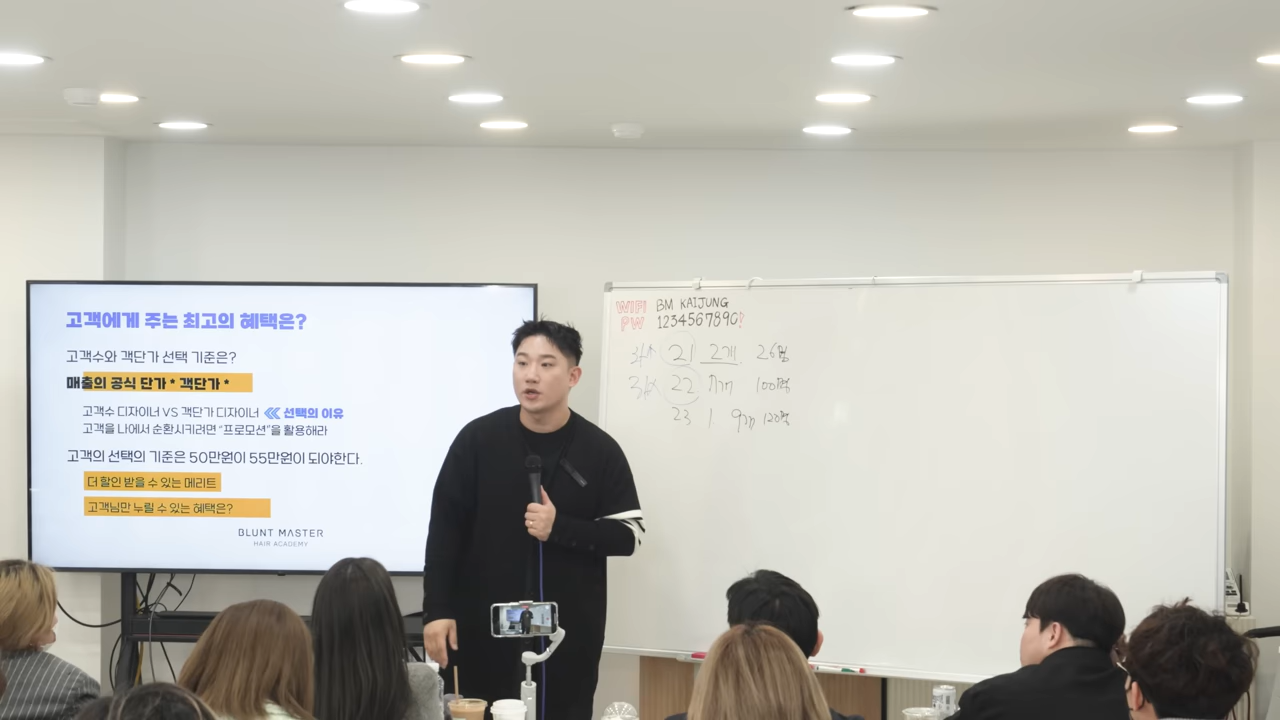 고객에게 주는 최고의 혜택은?
고객수와 객단가 선택 기준은?
매출의 공식 단가 * 객단가 *
고객수 디자이너 VS 객단가 디자이너 《 선택의 이유
고객을 나에서 순환시키려면 "프로모션"을 활용해라
고객의 선택의 기준은 50만원이 55만원이 되야한다.
더 할인 받을 수 있는 메리트
고객님만 누릴 수 있는 혜택은?
BLUNT MASTER
HAIR ACADEMY
WIFI BM KAIJUNG
PW 1234567890!
21 2개 26명
22 100명
23 1 120명